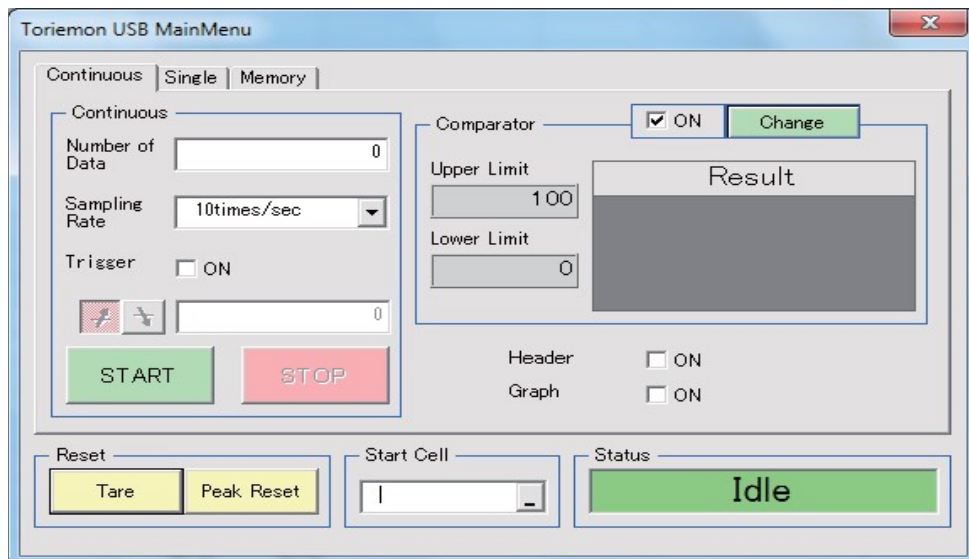 Toriemon USB MainMenu
Continuous Single Memory
Continuous
Number of
Data
0
Sampling
Rate
10times/sec
Trigger
ON
0
START
STOP
Comparator
ON
Change
Upper Limit
100
Lower Limit
0
Result
Header
ON
Graph
ON
Reset
Tare
Peak Reset
Start Cell
Status
Idle